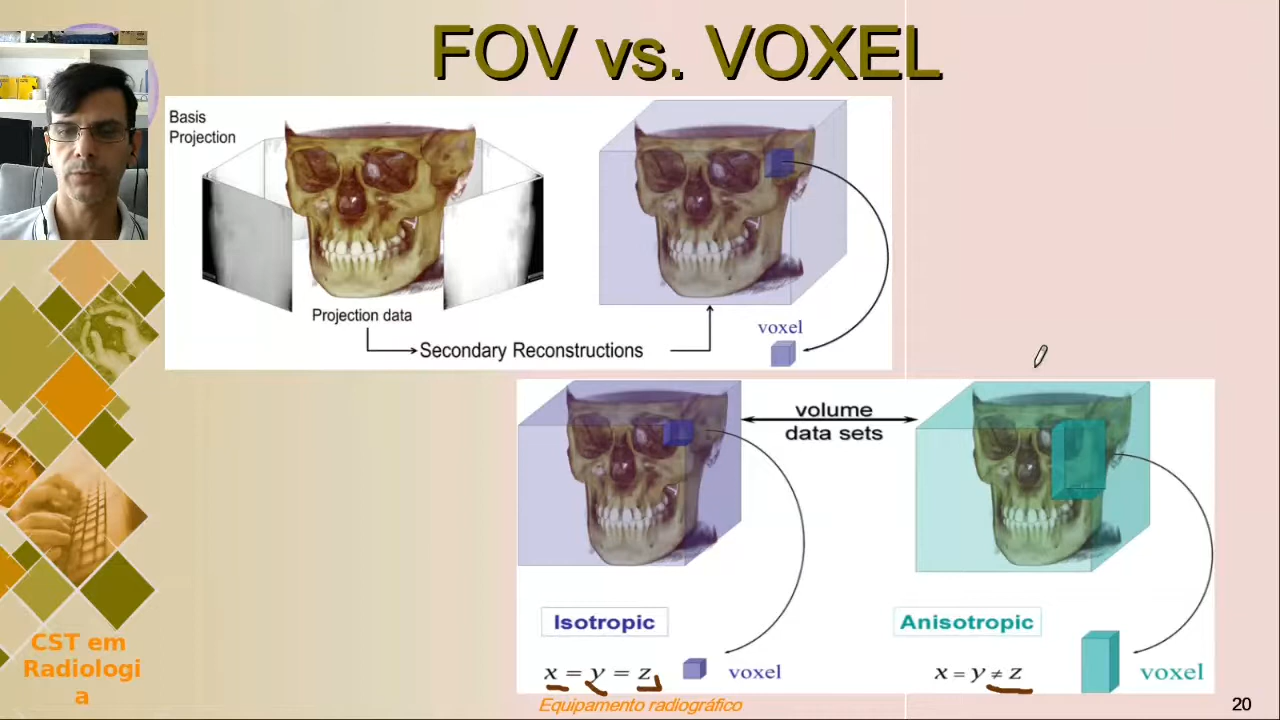 FOV vs. VOXEL
Basis
Projection
Projection data
Secondary Reconstructions
voxel
volume
data sets
Isotropic
Anisotropic
x = y = z
voxel
x = y ≠ z
voxel
CST em
Radiologi
a
Equipamento radiográfico
20